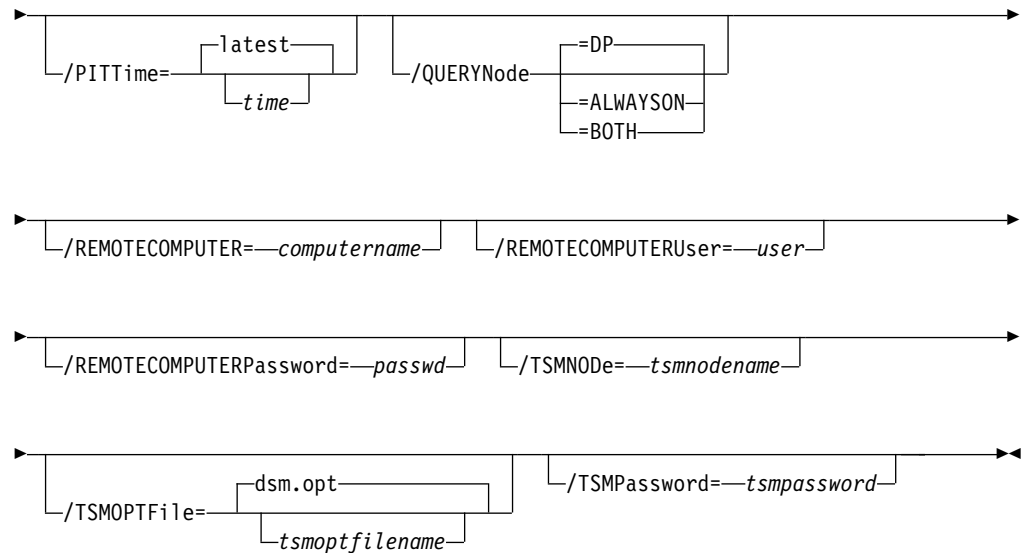 latest
/PITTime=
time
=DP
/QUERYNode
=ALWAYSON
=BOTH
/REMOTECOMPUTER= computername
/REMOTECOMPUTERUser= user
/REMOTECOMPUTERPassword= passwd
/TSMNODe= tsmnodename
dsm.opt
/TSMOPTFile=
tsmoptfilename
/TSMPassword= tsmpassword